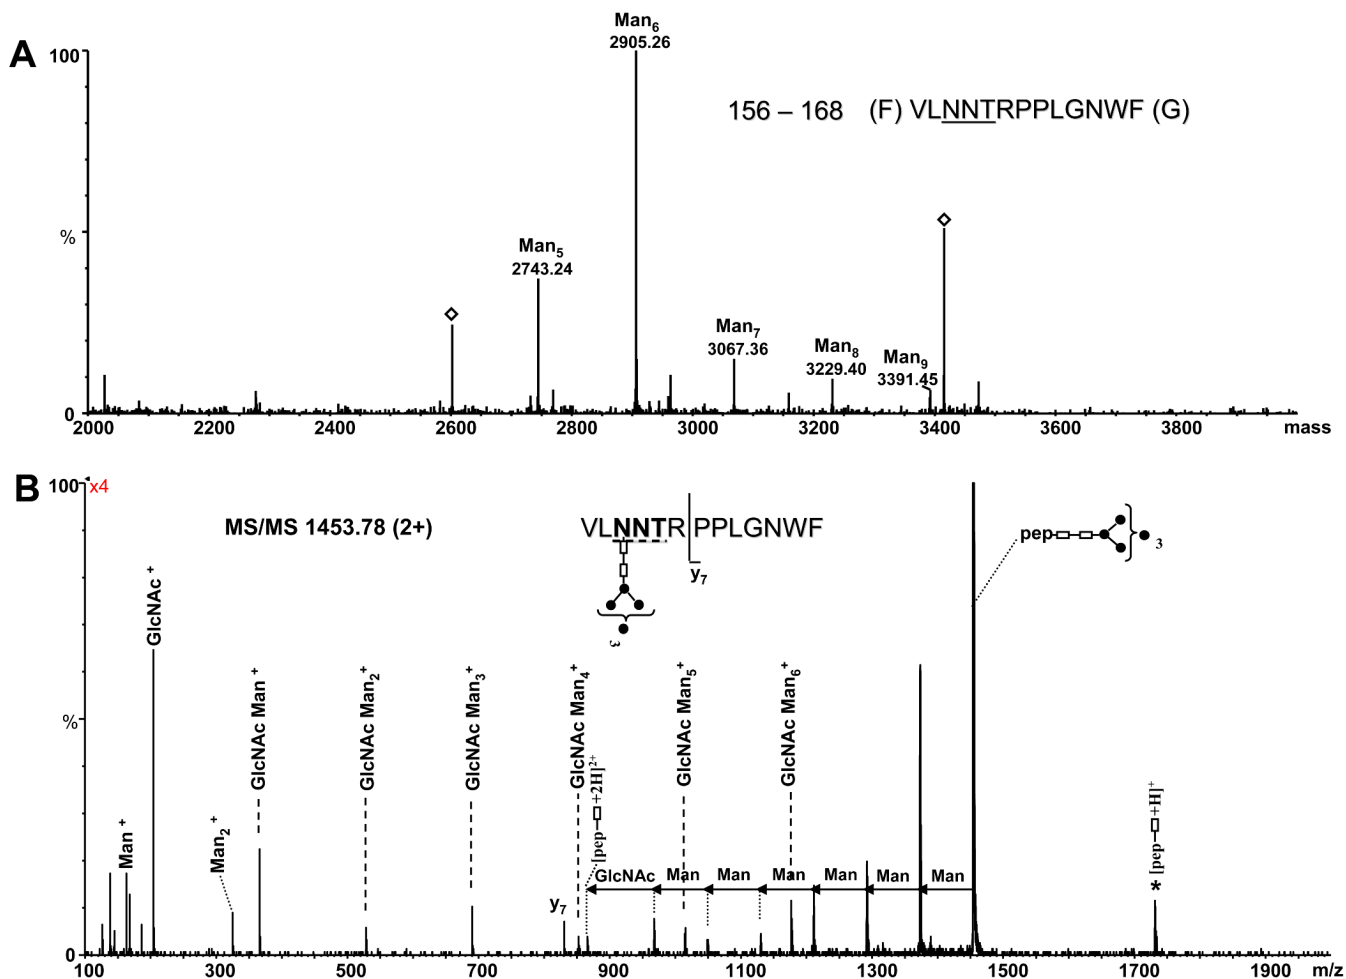 A
100
%
0
Man6
2905.26
156 – 168 (F) VLNNTRPPLGNWF (G)
Man5
2743.24
Man7
3067.36
Man8
3229.40
Man9
3391.45
2000 2200 2400 2600 2800 3000 3200 3400 3600 3800 mass
B
100
x4
%
0
MS/MS 1453.78 (2+)
VLNNTR PPLGNWF
y7
3
pep
3
Man+
GlcNAc+
Man2+
GlcNAc Man+
GlcNAc Man2+
GlcNAc Man3+
y7
GlcNAc Man4+
[pep +2H]2+
GlcNAc Man5+
GlcNAc Man6+
GlcNAc Man Man Man Man Man Man
* [pep +H]+
100 300 500 700 900 1100 1300 1500 1700 1900 m/z